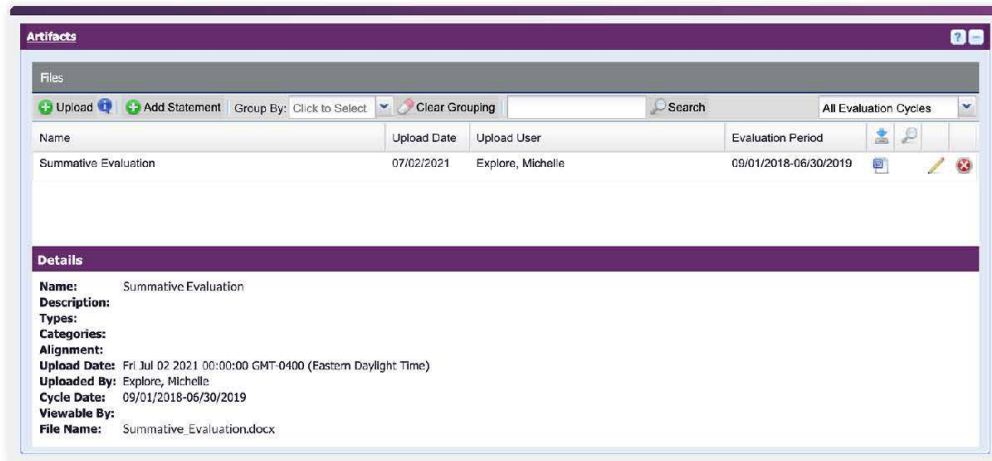 Artifacts
Files
Upload Add Statement Group By: Click to Select Clear Grouping Search All Evaluation Cycles
Name Upload Date Upload User Evaluation Period
Summative Evaluation 07/02/2021 Explore, Michelle 09/01/2018-06/30/2019
Details
Name: Summative Evaluation
Description:
Types:
Categories:
Alignment:
Upload Date: Fri Jul 02 2021 00:00:00 GMT-0400 (Eastern Daylight Time)
Uploaded By: Explore, Michelle
Cycle Date: 09/01/2018-06/30/2019
Viewable By:
File Name: Summative_Evaluation.docx